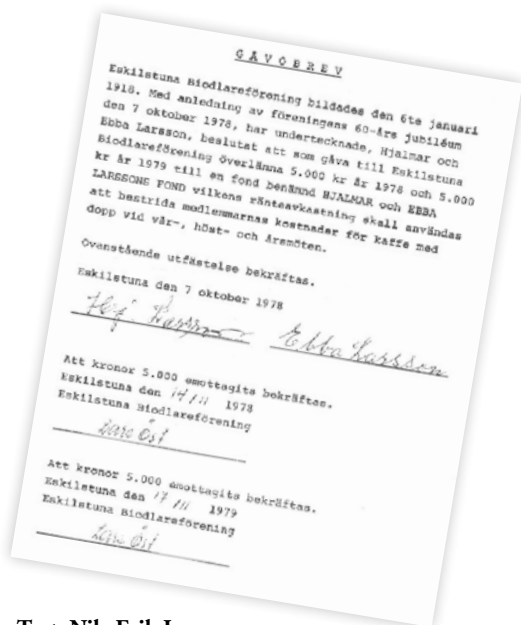 GÅVOBREV
Eskilstuna Biodlareförening bildades den 6te januari
1918. Med anledning av föreningens 60-års jubiléum
den 7 oktober 1978, har undertecknade, Hjalmar och
Ebba Larsson, beslutat att som gåva till Eskilstuna
Biodlareförening överlämna 5.000 kr år 1978 och 5.000
kr år 1979 till en fond benämnd HJALMAR och EBBA
LARSSONS FOND vilkens ränteavkastning skall användas
att bestrida medlemmarnas kostnader för kaffe med
dopp vid vår-, höst- och årsmöten.
Ovanstående utfästelse bekräftas.
Eskilstuna den 7 oktober 1978
Hj Larsson Ebba Larsson
Att kronor 5.000 emottagits bekräftas.
Eskilstuna den 1978
Eskilstuna Biodlareförening
Lars Öst
Att kronor 5.000 emottagits bekräftas.
Eskilstuna den 1979
Eskilstuna Biodlareförening
Lars Öst